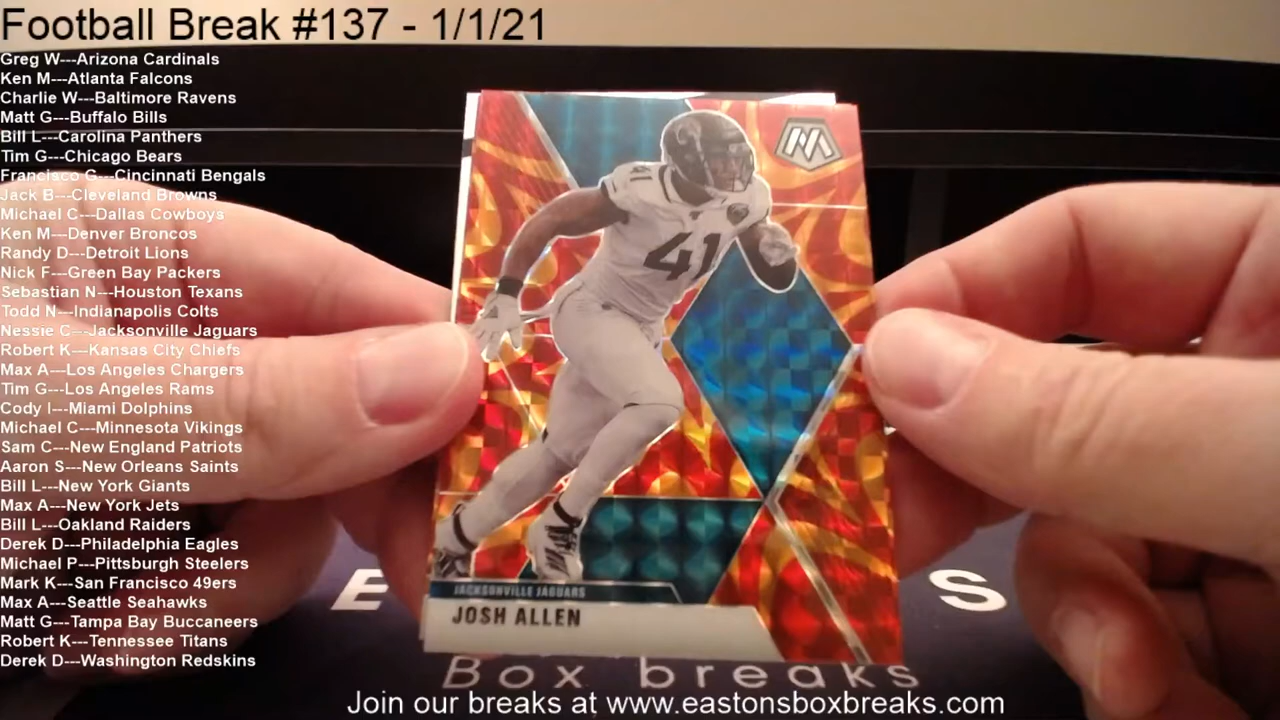 Football Break #137 - 1/1/21
Greg W---Arizona Cardinals
Ken M---Atlanta Falcons
Charlie W---Baltimore Ravens
Matt G---Buffalo Bills
Bill L---Carolina Panthers
Tim G---Chicago Bears
Francisco G---Cincinnati Bengals
Jack B---Cleveland Browns
Michael C---Dallas Cowboys
Ken M---Denver Broncos
Randy D---Detroit Lions
Nick F---Green Bay Packers
Sebastian N---Houston Texans
Todd N---Indianapolis Colts
Nessie C---Jacksonville Jaguars
Robert K---Kansas City Chiefs
Max A---Los Angeles Chargers
Tim G---Los Angeles Rams
Cody I---Miami Dolphins
Michael C---Minnesota Vikings
Sam C---New England Patriots
Aaron S---New Orleans Saints
Bill L---New York Giants
Max A---New York Jets
Bill L---Oakland Raiders
Derek D---Philadelphia Eagles
Michael P---Pittsburgh Steelers
Mark K---San Francisco 49ers
Max A---Seattle Seahawks
Matt G---Tampa Bay Buccaneers
Robert K---Tennessee Titans
Derek D---Washington Redskins
41
41
JACKSONVILLE JAGUARS
JOSH ALLEN
E S
Box breaks
Join our breaks at www.eastonsboxbreaks.com